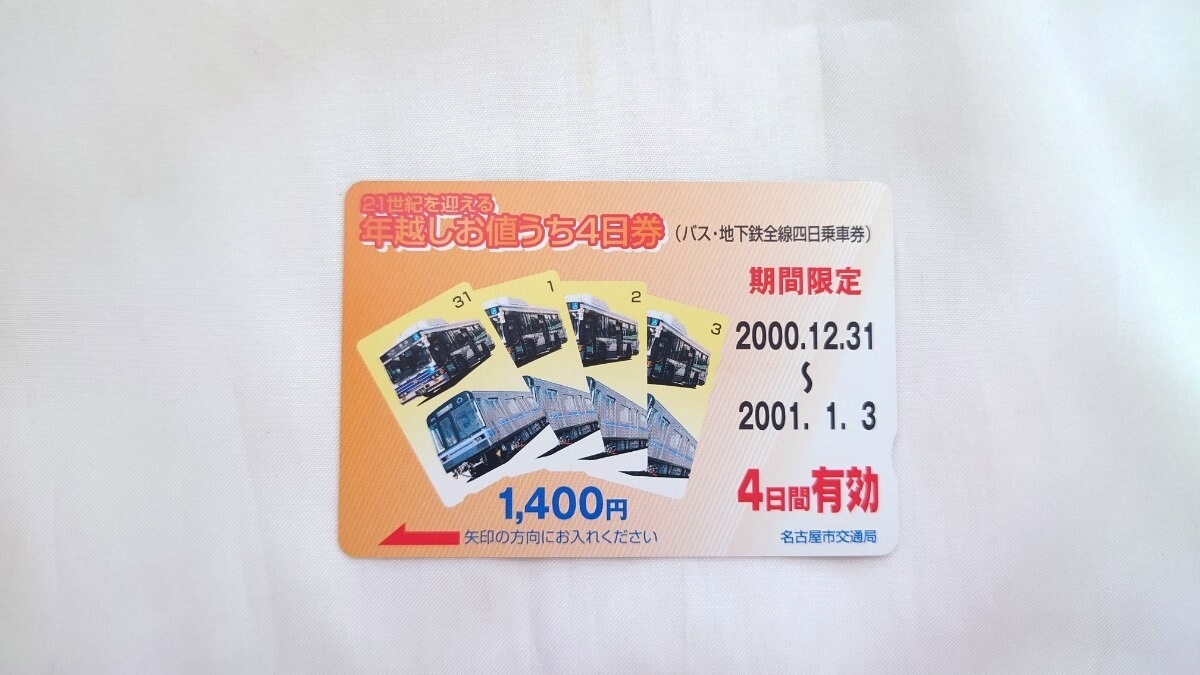 21世紀を迎える
年越しお値うち4日券(バス・地下鉄全線四日乗車券)
期間限定
31
1
2
3
2000.12.31
〜
2001. 1. 3
4日間有効
1,400円
矢印の方向にお入れください
名古屋市交通局